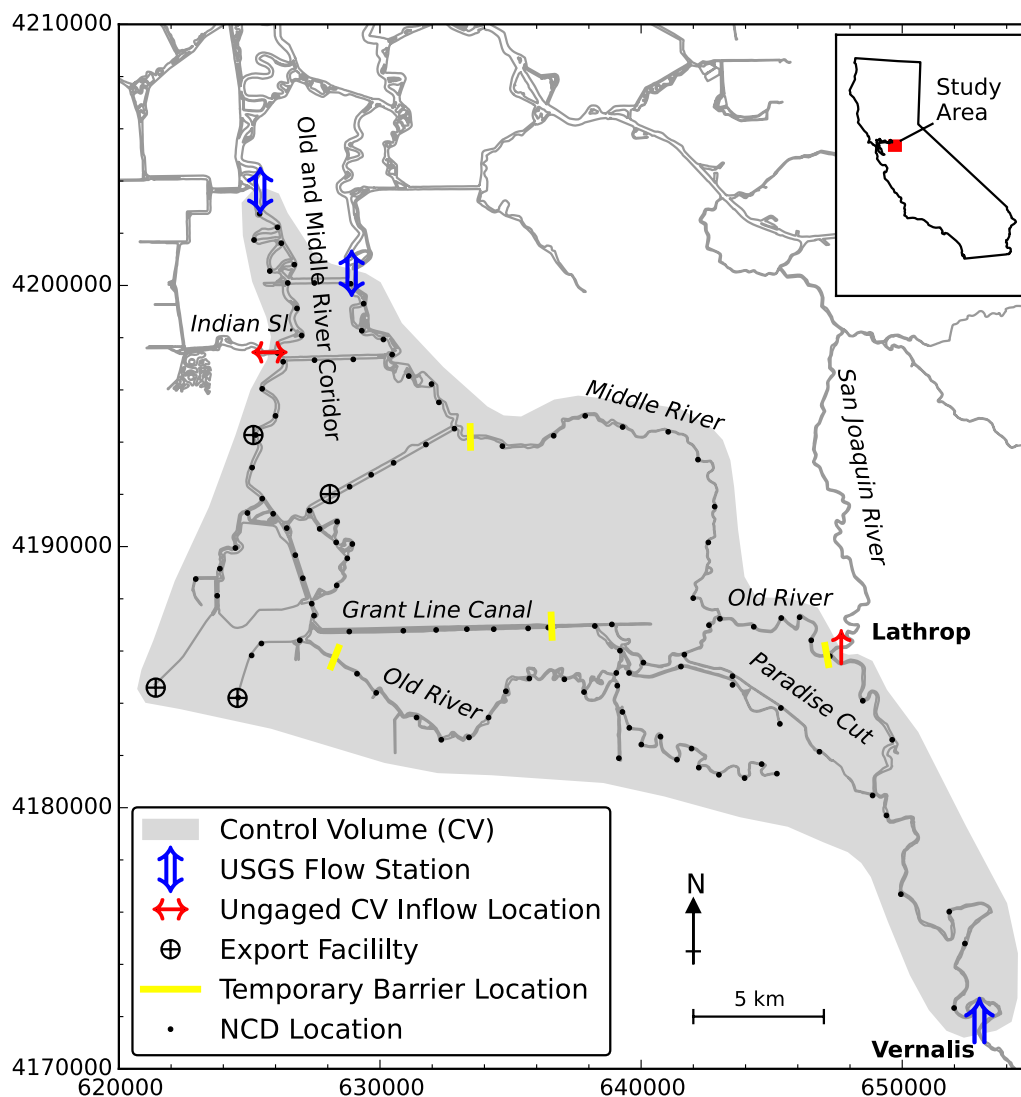 4210000
4200000
4190000
4180000
4170000
620000
630000
640000
650000
Study
Area
Old and Middle River Coridor
Indian Sl.
Middle River
San Joaquin River
Grant Line Canal
Old River
Lathrop
Old River
Paradise Cut
Control Volume (CV)
USGS Flow Station
Ungaged CV Inflow Location
Export Facililty
Temporary Barrier Location
NCD Location
N
5 km
Vernalis